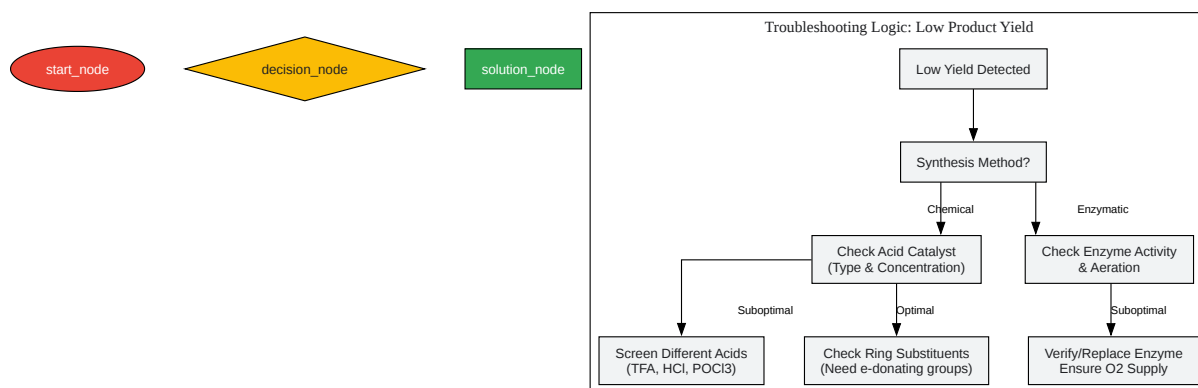 Troubleshooting Logic: Low Product Yield
start_node
decision_node
solution_node
Low Yield Detected
Synthesis Method?
Chemical
Enzymatic
Check Acid Catalyst
(Type & Concentration)
Check Enzyme Activity
& Aeration
Suboptimal
Optimal
Suboptimal
Screen Different Acids
(TFA, HCl, POCl3)
Check Ring Substituents
(Need e-donating groups)
Verify/Replace Enzyme
Ensure O2 Supply